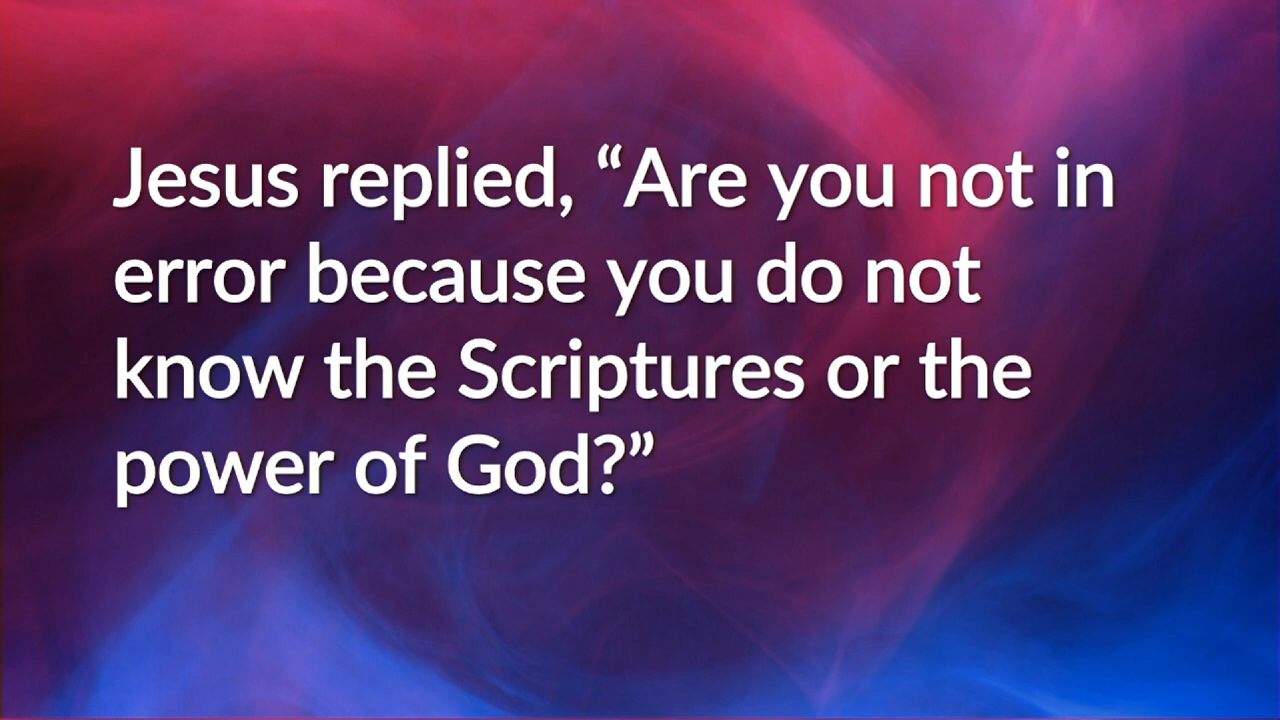 Jesus replied, “Are you not in
error because you do not
know the Scriptures or the
power of God?”